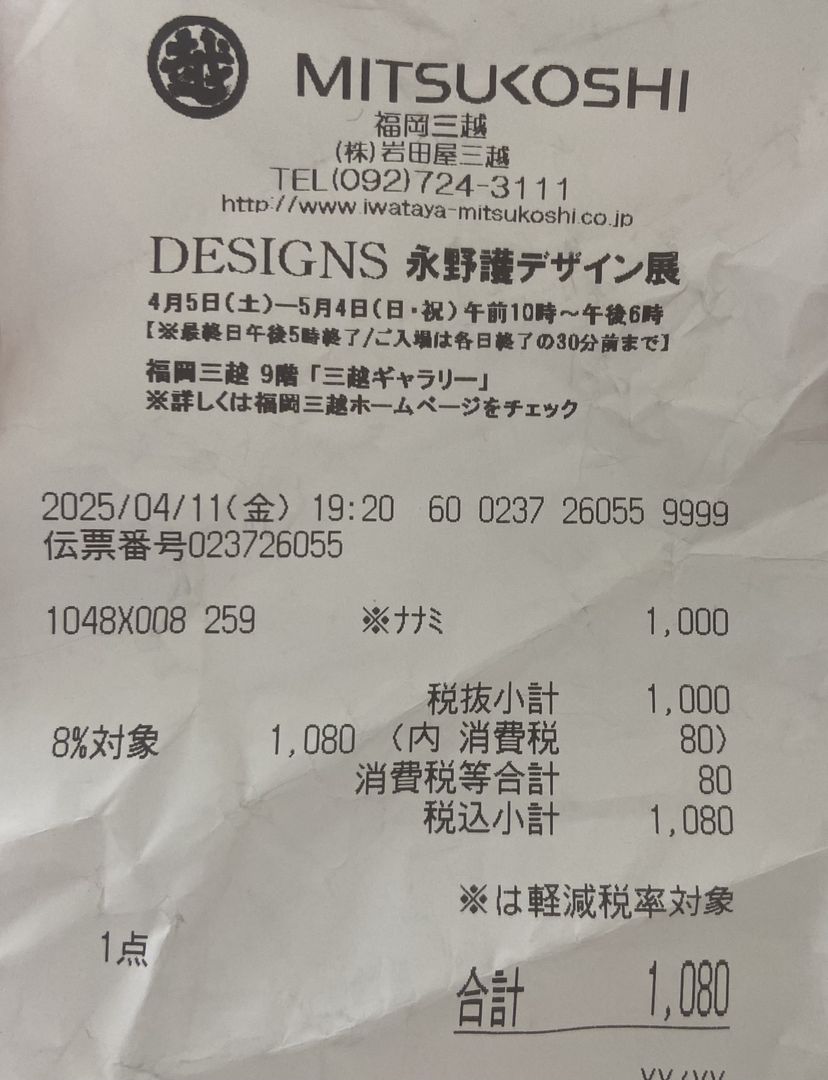 越 MITSUKOSHI
福岡三越
(株)岩田屋三越
TEL(092)724-3111
http://www.iwataya-mitsukoshi.co.jp
DESIGNS 永野護デザイン展
4月5日(土)―5月4日(日・祝)午前10時～午後6時
【※最終日午後5時終了/ご入場は各日終了の30分前まで】
福岡三越 9階「三越ギャラリー」
※詳しくは福岡三越ホームページをチェック
2025/04/11(金) 19:20 60 0237 26055 9999
伝票番号023726055
1048X008 259 ※ﾅﾅﾐ 1,000
税抜小計 1,000
8%対象 1,080 (内 消費税 80)
消費税等合計 80
税込小計 1,080
※は軽減税率対象
1点
合計 1,080